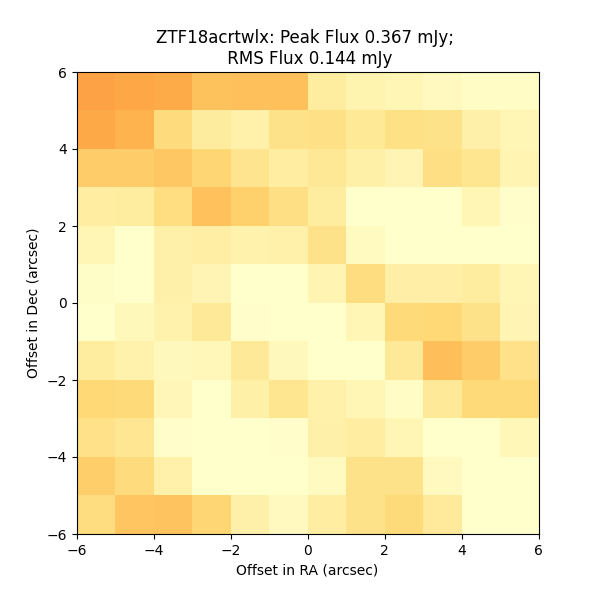 ZTF18acrtwlx: Peak Flux 0.367 mJy;
RMS Flux 0.144 mJy
6
4
2
0
−2
−4
−6
Offset in Dec (arcsec)
−6 −4 −2 0 2 4 6
Offset in RA (arcsec)